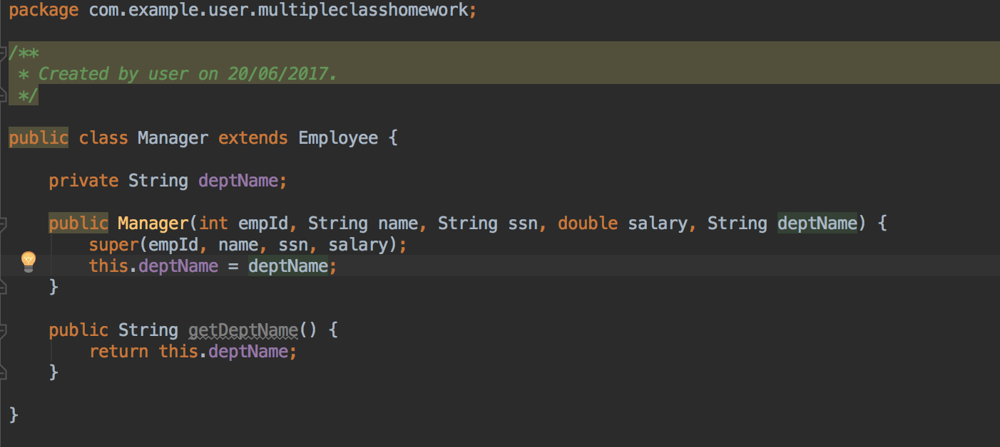 package com.example.user.multipleclasshomework;
/**
* Created by user on 20/06/2017.
*/
public class Manager extends Employee {
private String deptName;
public Manager(int empId, String name, String ssn, double salary, String deptName) {
super(empId, name, ssn, salary);
this.deptName = deptName;
}
public String getDeptName() {
return this.deptName;
}
}